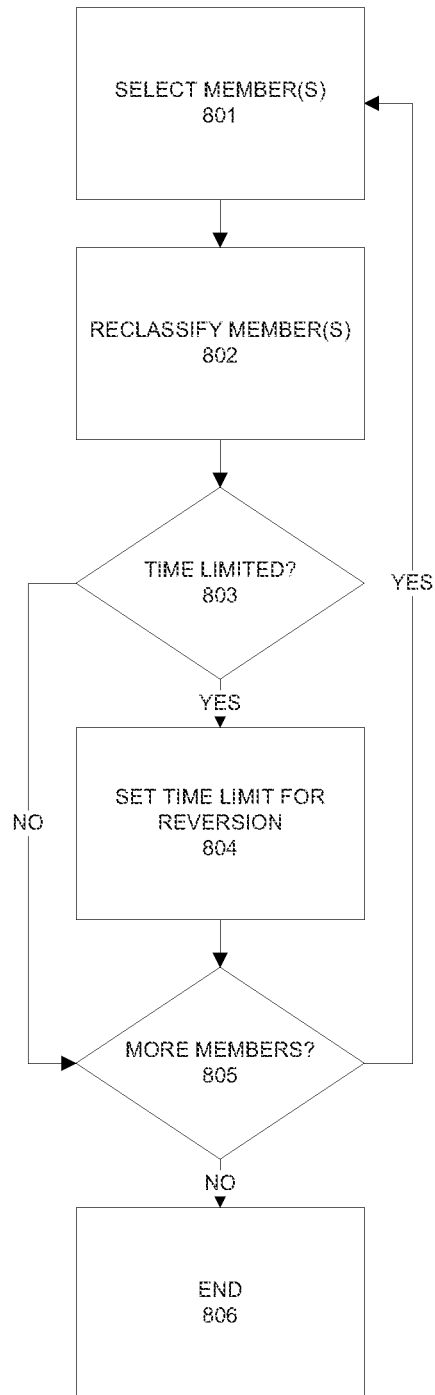 SELECT MEMBER(S)
801
RECLASSIFY MEMBER(S)
802
TIME LIMITED?
803
YES
YES
SET TIME LIMIT FOR
REVERSION
804
NO
MORE MEMBERS?
805
NO
END
806